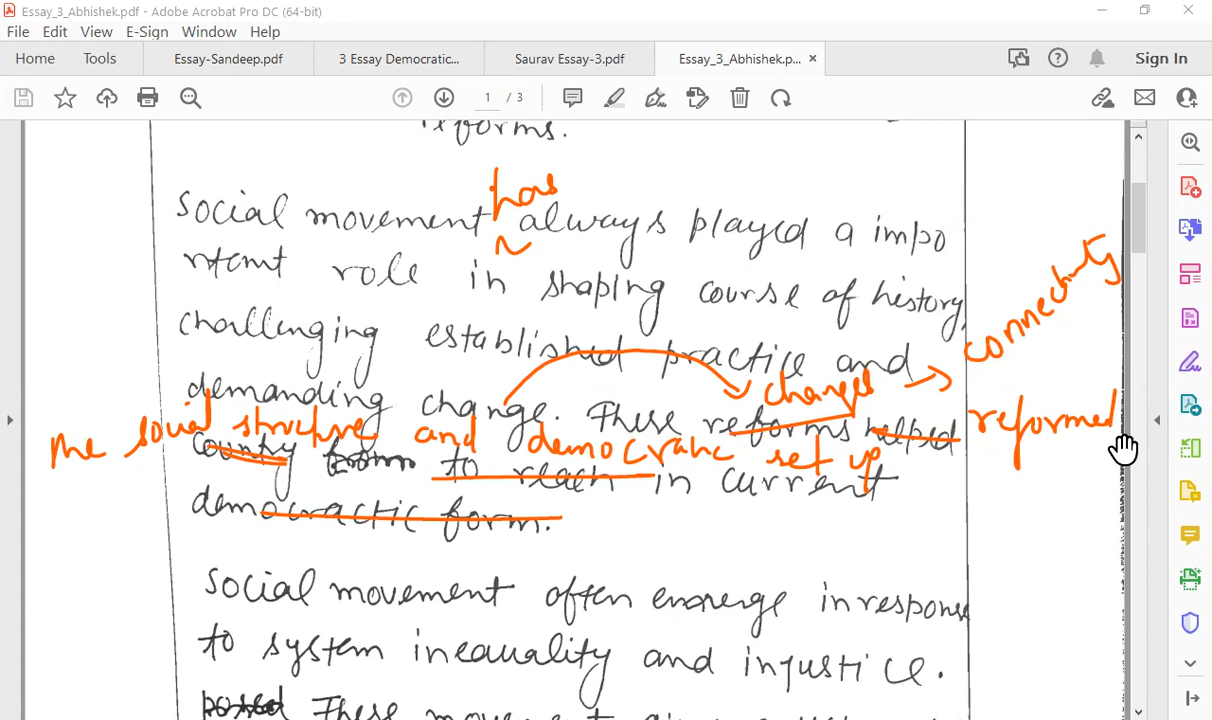 Essay_3_Abhishek.pdf - Adobe Acrobat Pro DC (64-bit)
File Edit View E-Sign Window Help
Home Tools Essay-Sandeep.pdf 3 Essay Democratic... Saurav Essay-3.pdf Essay_3_Abhishek.p... × Sign In
1 / 3
reforms.
has
Social movement always played a impo
rtant role in shaping course of history,
challenging established practice and
connectivity
demanding change. These reforms helped
changes
reformed
the social structure and democratic set up
county to reach in current
democractic form.
Social movement often emerge in response
to system inequality and injustice.
posed These movement